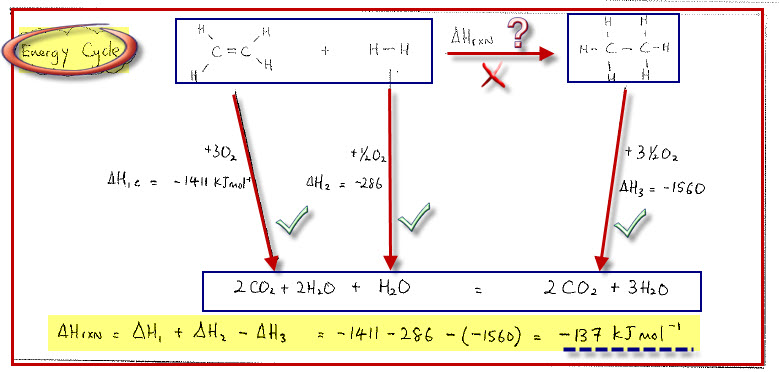 Energy Cycle
H H H H
C = C + H — H ΔHrxn ? H - C - C - H
H H H H
X
+3O₂ +½O₂ +3½O₂
ΔH₁ c = -1411 KJmol⁻¹ ΔH₂ = -286 ΔH₃ = -1560
2CO₂ + 2H₂O + H₂O = 2CO₂ + 3H₂O
ΔHrxn = ΔH₁ + ΔH₂ - ΔH₃ = -1411 - 286 - (-1560) = -137 KJmol⁻¹